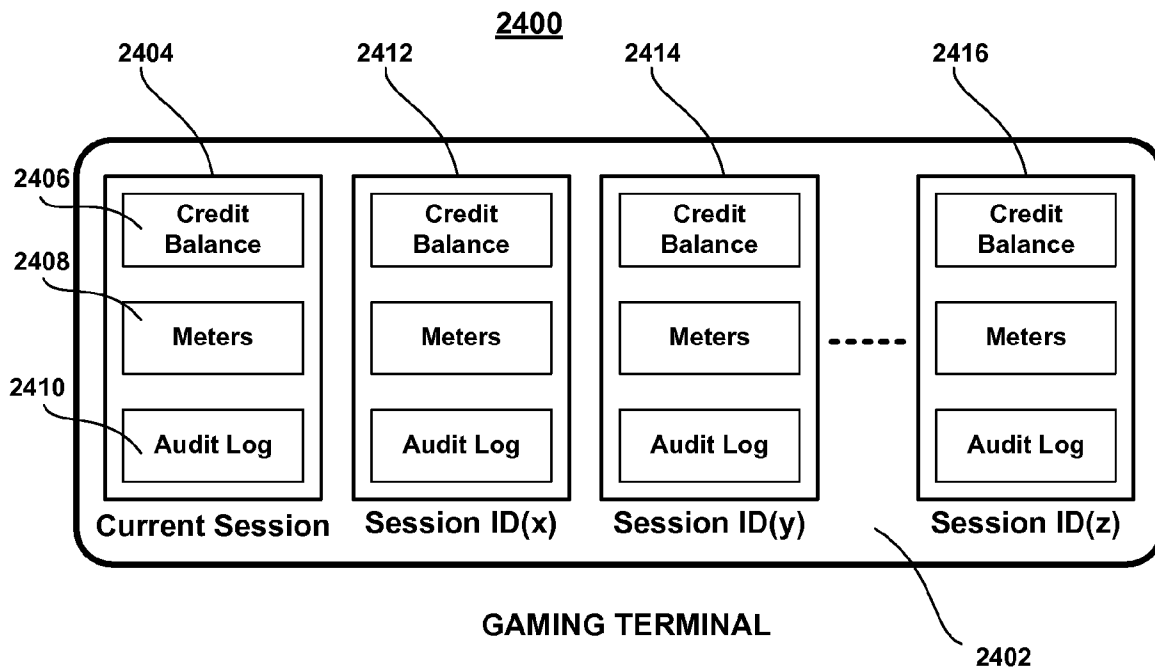 2400
2404
2412
2414
2416
2406
Credit
Balance
Credit
Balance
Credit
Balance
Credit
Balance
2408
Meters
Meters
Meters
Meters
2410
Audit Log
Audit Log
Audit Log
Audit Log
Current Session
Session ID(x)
Session ID(y)
Session ID(z)
GAMING TERMINAL
2402